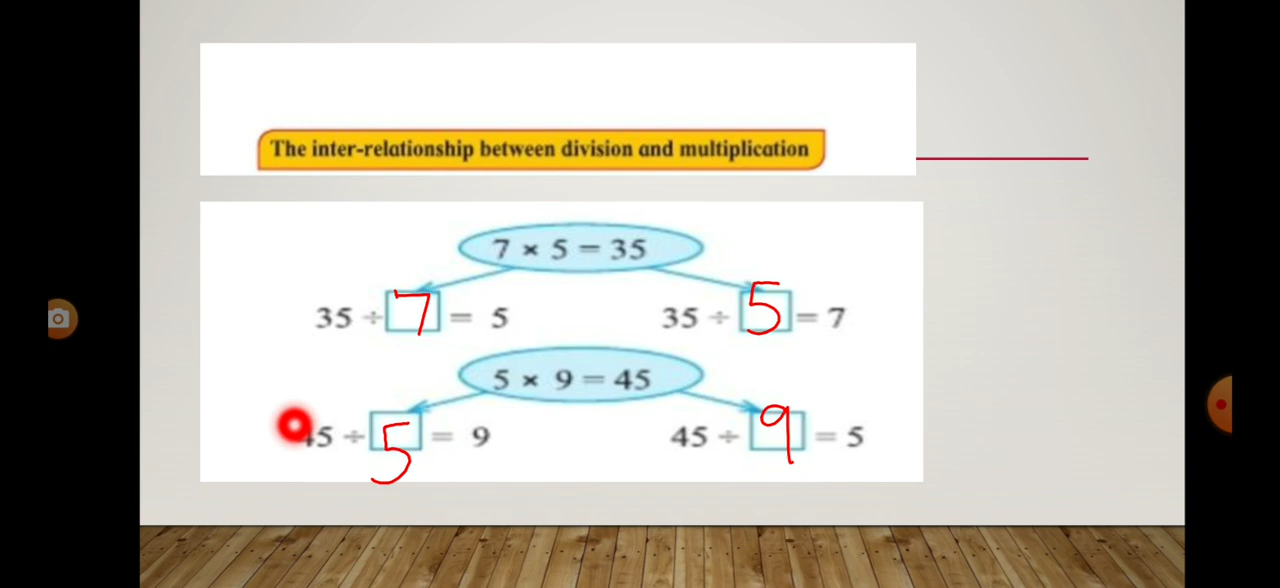 The inter-relationship between division and multiplication
7 × 5 = 35
35 ÷ 7 = 5 35 ÷ 5 = 7
5 × 9 = 45
45 ÷ 5 = 9 45 ÷ 9 = 5